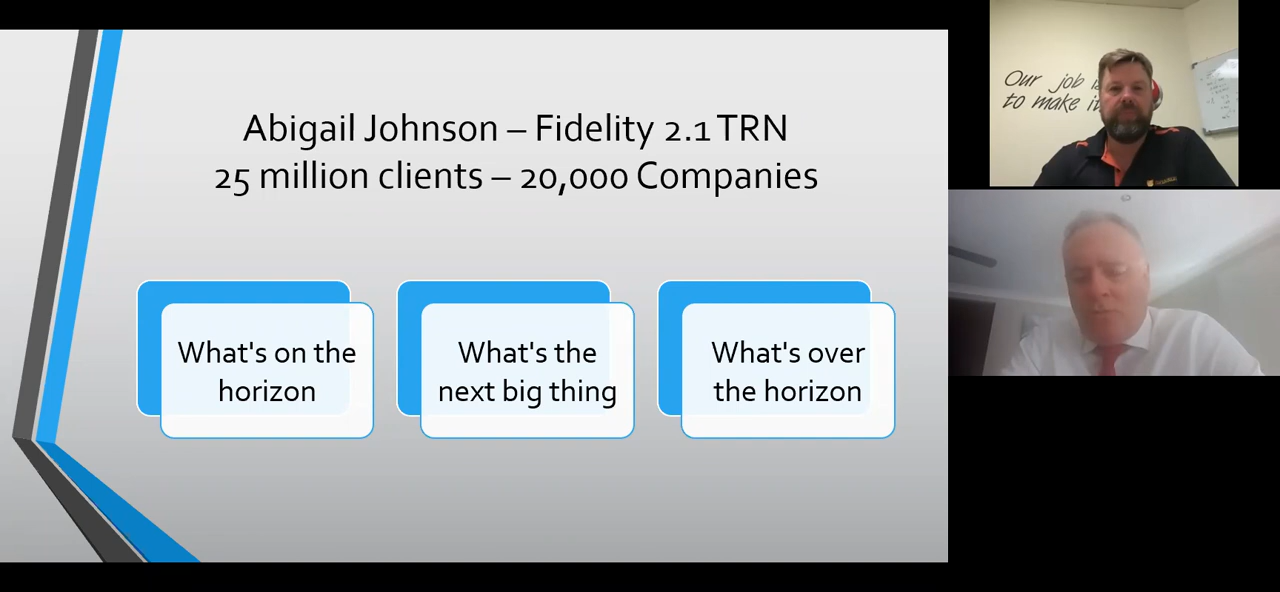 Abigail Johnson – Fidelity 2.1 TRN
25 million clients – 20,000 Companies
What's on the
horizon
What's the
next big thing
What's over
the horizon
Our job
to make